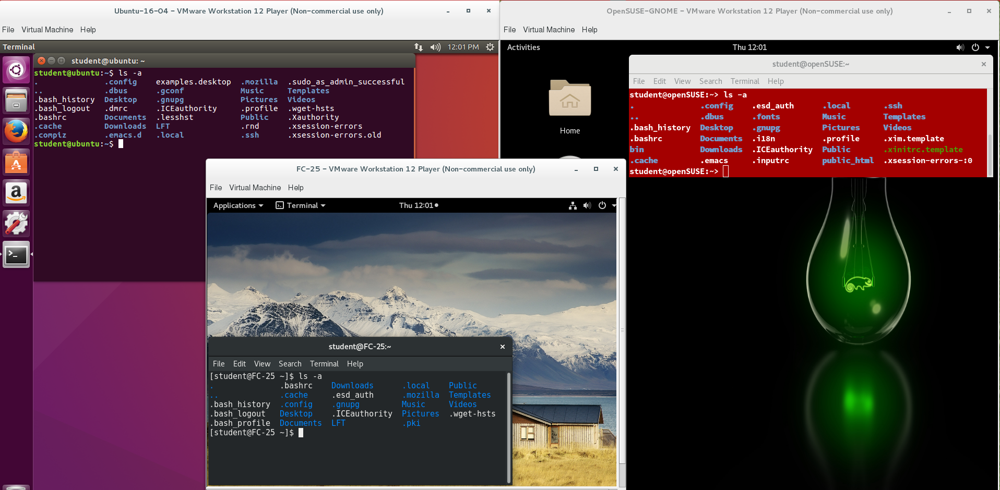 Ubuntu-16-04 - VMware Workstation 12 Player (Non-commercial use only)
File Virtual Machine Help
Terminal 12:01 PM
student@ubuntu: ~
student@ubuntu:~$ ls -a
. .config examples.desktop .mozilla .sudo_as_admin_successful
.. .dbus .gconf Music Templates
.bash_history Desktop .gnupg Pictures Videos
.bash_logout .dmrc .ICEauthority .profile .wget-hsts
.bashrc Documents .lesshst Public .Xauthority
.cache Downloads LFT .rnd .xsession-errors
.compiz .emacs.d .local .ssh .xsession-errors.old
student@ubuntu:~$
OpenSUSE-GNOME - VMware Workstation 12 Player (Non-commercial use only)
File Virtual Machine Help
Activities Thu 12:01
Home
student@openSUSE:~
File Edit View Search Terminal Help
student@openSUSE:~> ls -a
. .config .esd_auth .local .ssh
.. .dbus .fonts Music Templates
.bash_history Desktop .gnupg Pictures Videos
.bashrc Documents .i18n .profile .xim.template
bin Downloads .ICEauthority Public .xinitrc.template
.cache .emacs .inputrc public_html .xsession-errors-:0
student@openSUSE:~>
FC-25 - VMware Workstation 12 Player (Non-commercial use only)
File Virtual Machine Help
Applications Terminal Thu 12:01
student@FC-25:~
File Edit View Search Terminal Help
[student@FC-25 ~]$ ls -a
. .bashrc Downloads .local Public
.. .cache .esd_auth .mozilla Templates
.bash_history .config .gnupg Music Videos
.bash_logout Desktop .ICEauthority Pictures .wget-hsts
.bash_profile Documents LFT .pki
[student@FC-25 ~]$